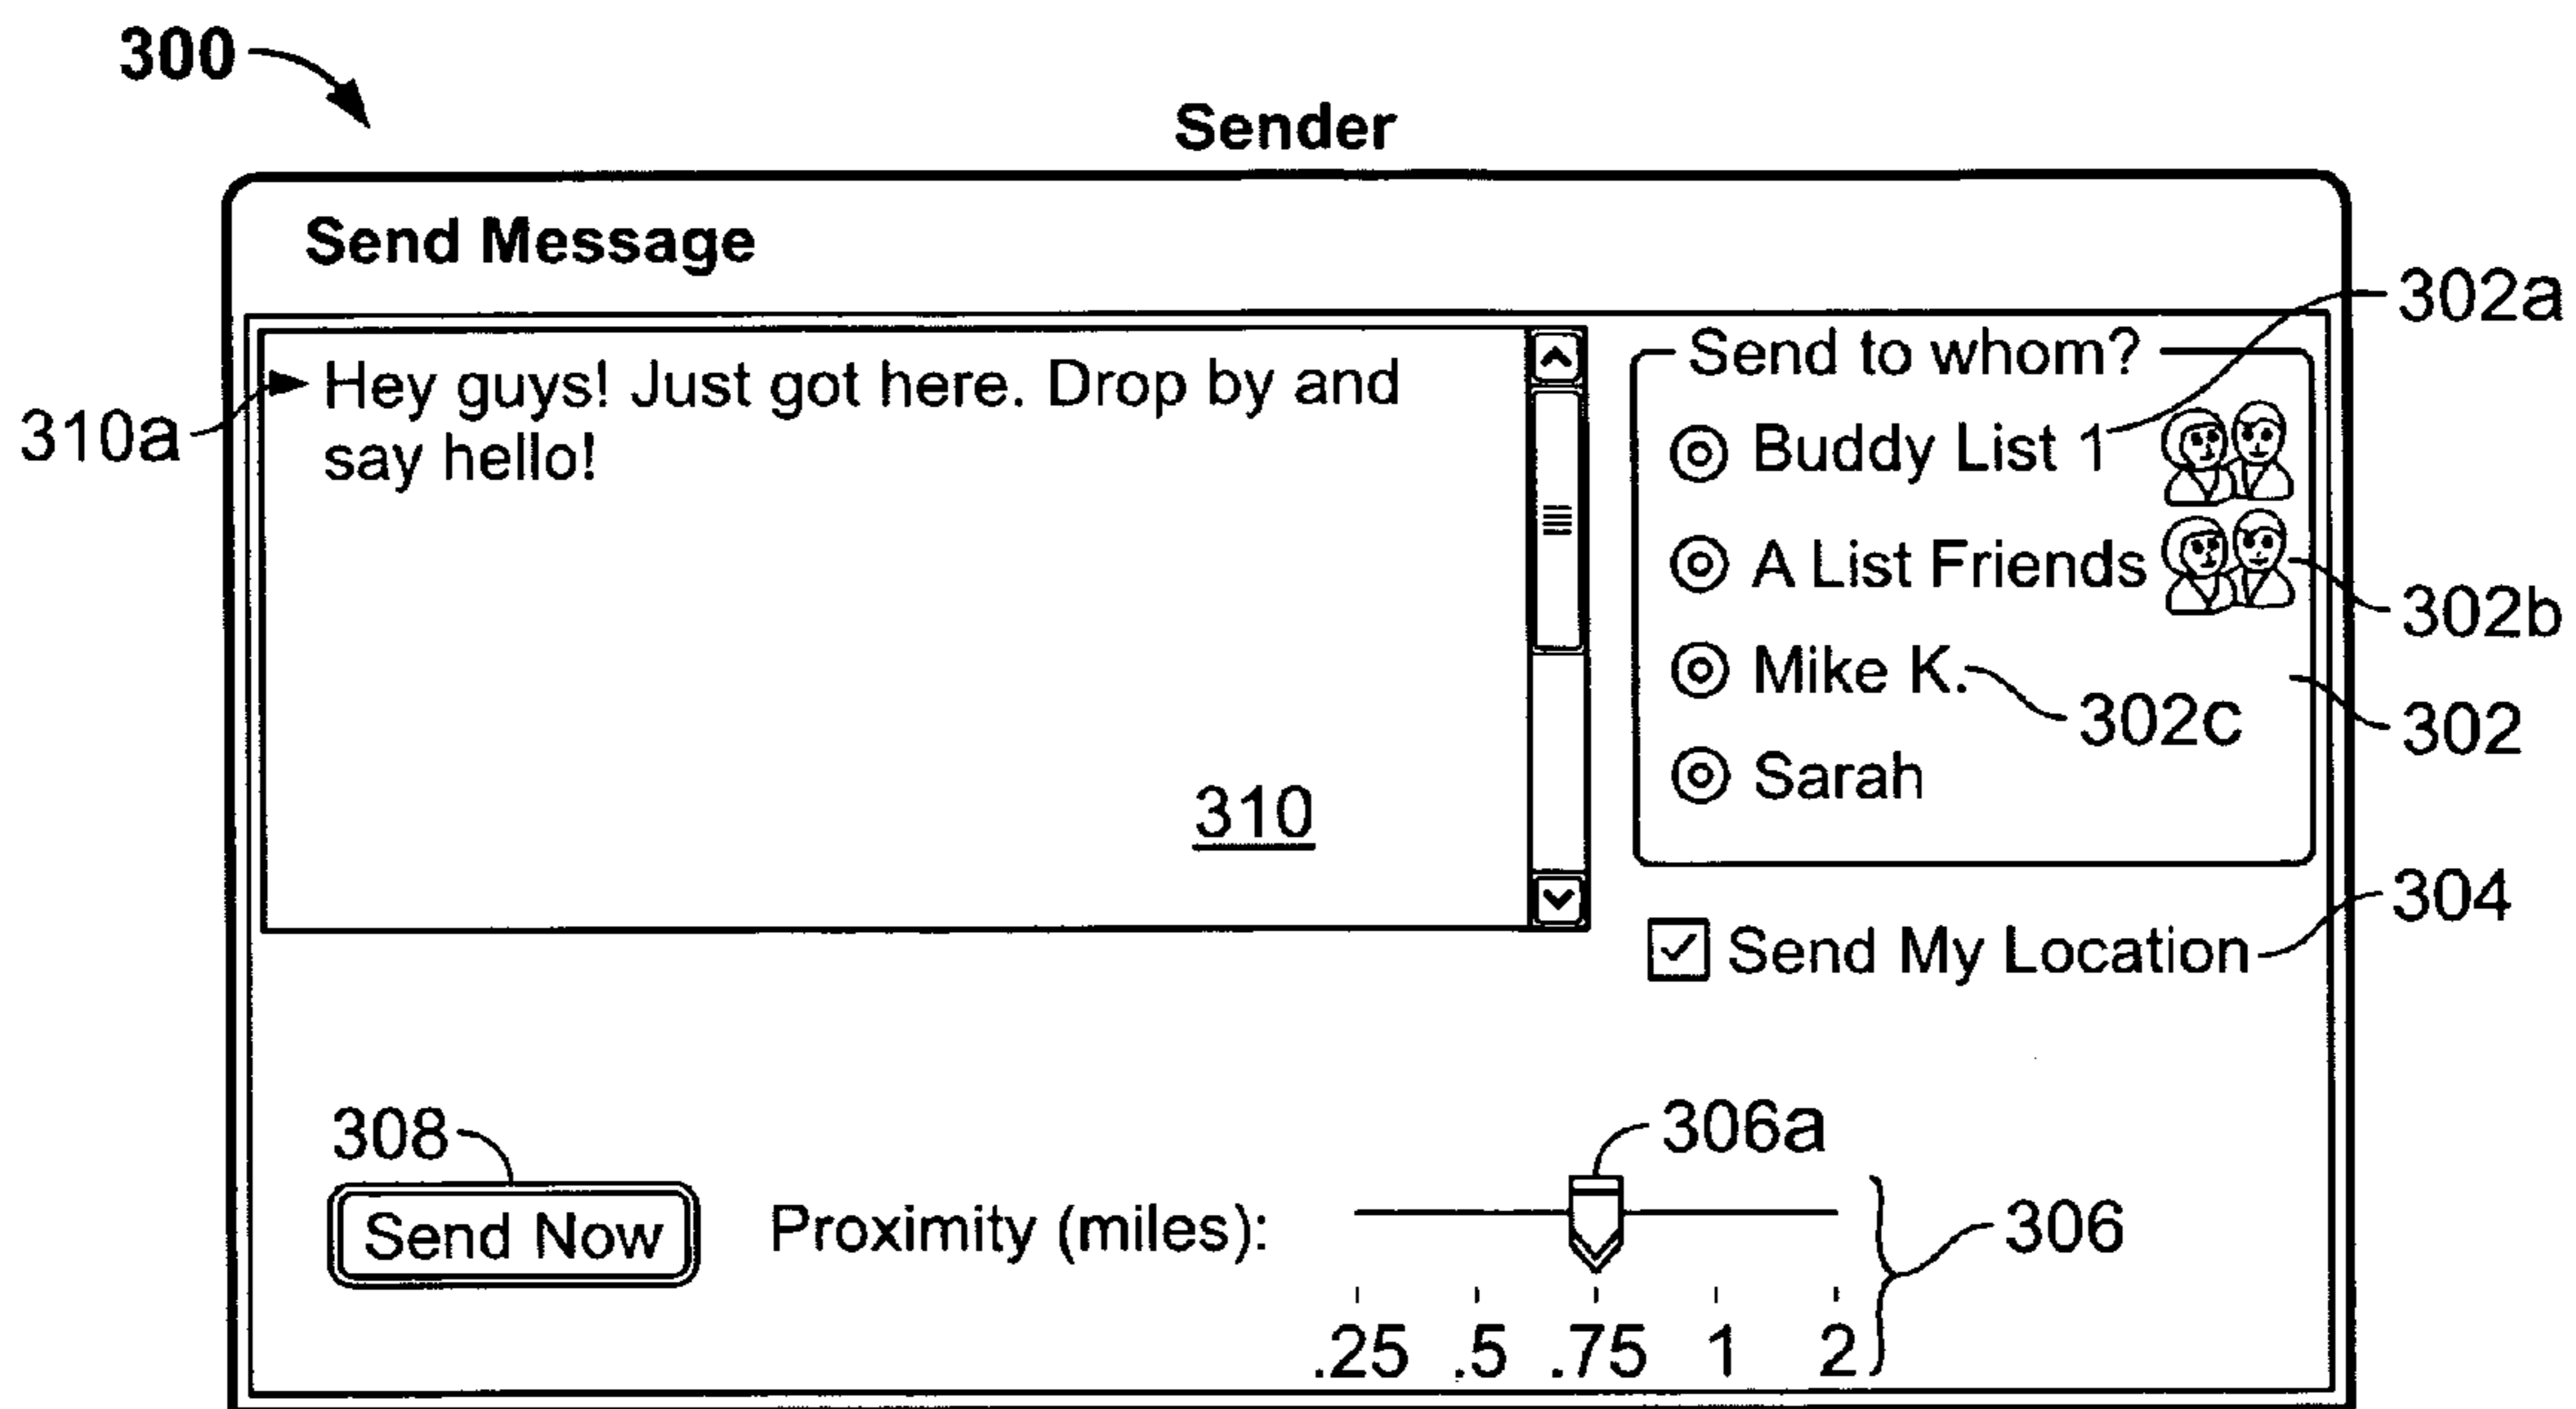 300
Sender
Send Message
302a
310a
Hey guys! Just got here. Drop by and
say hello!
310
Send to whom?
Buddy List 1
A List Friends
302b
Mike K.
302c
302
Sarah
304
Send My Location
308
Send Now
Proximity (miles):
306a
306
.25 .5 .75 1 2